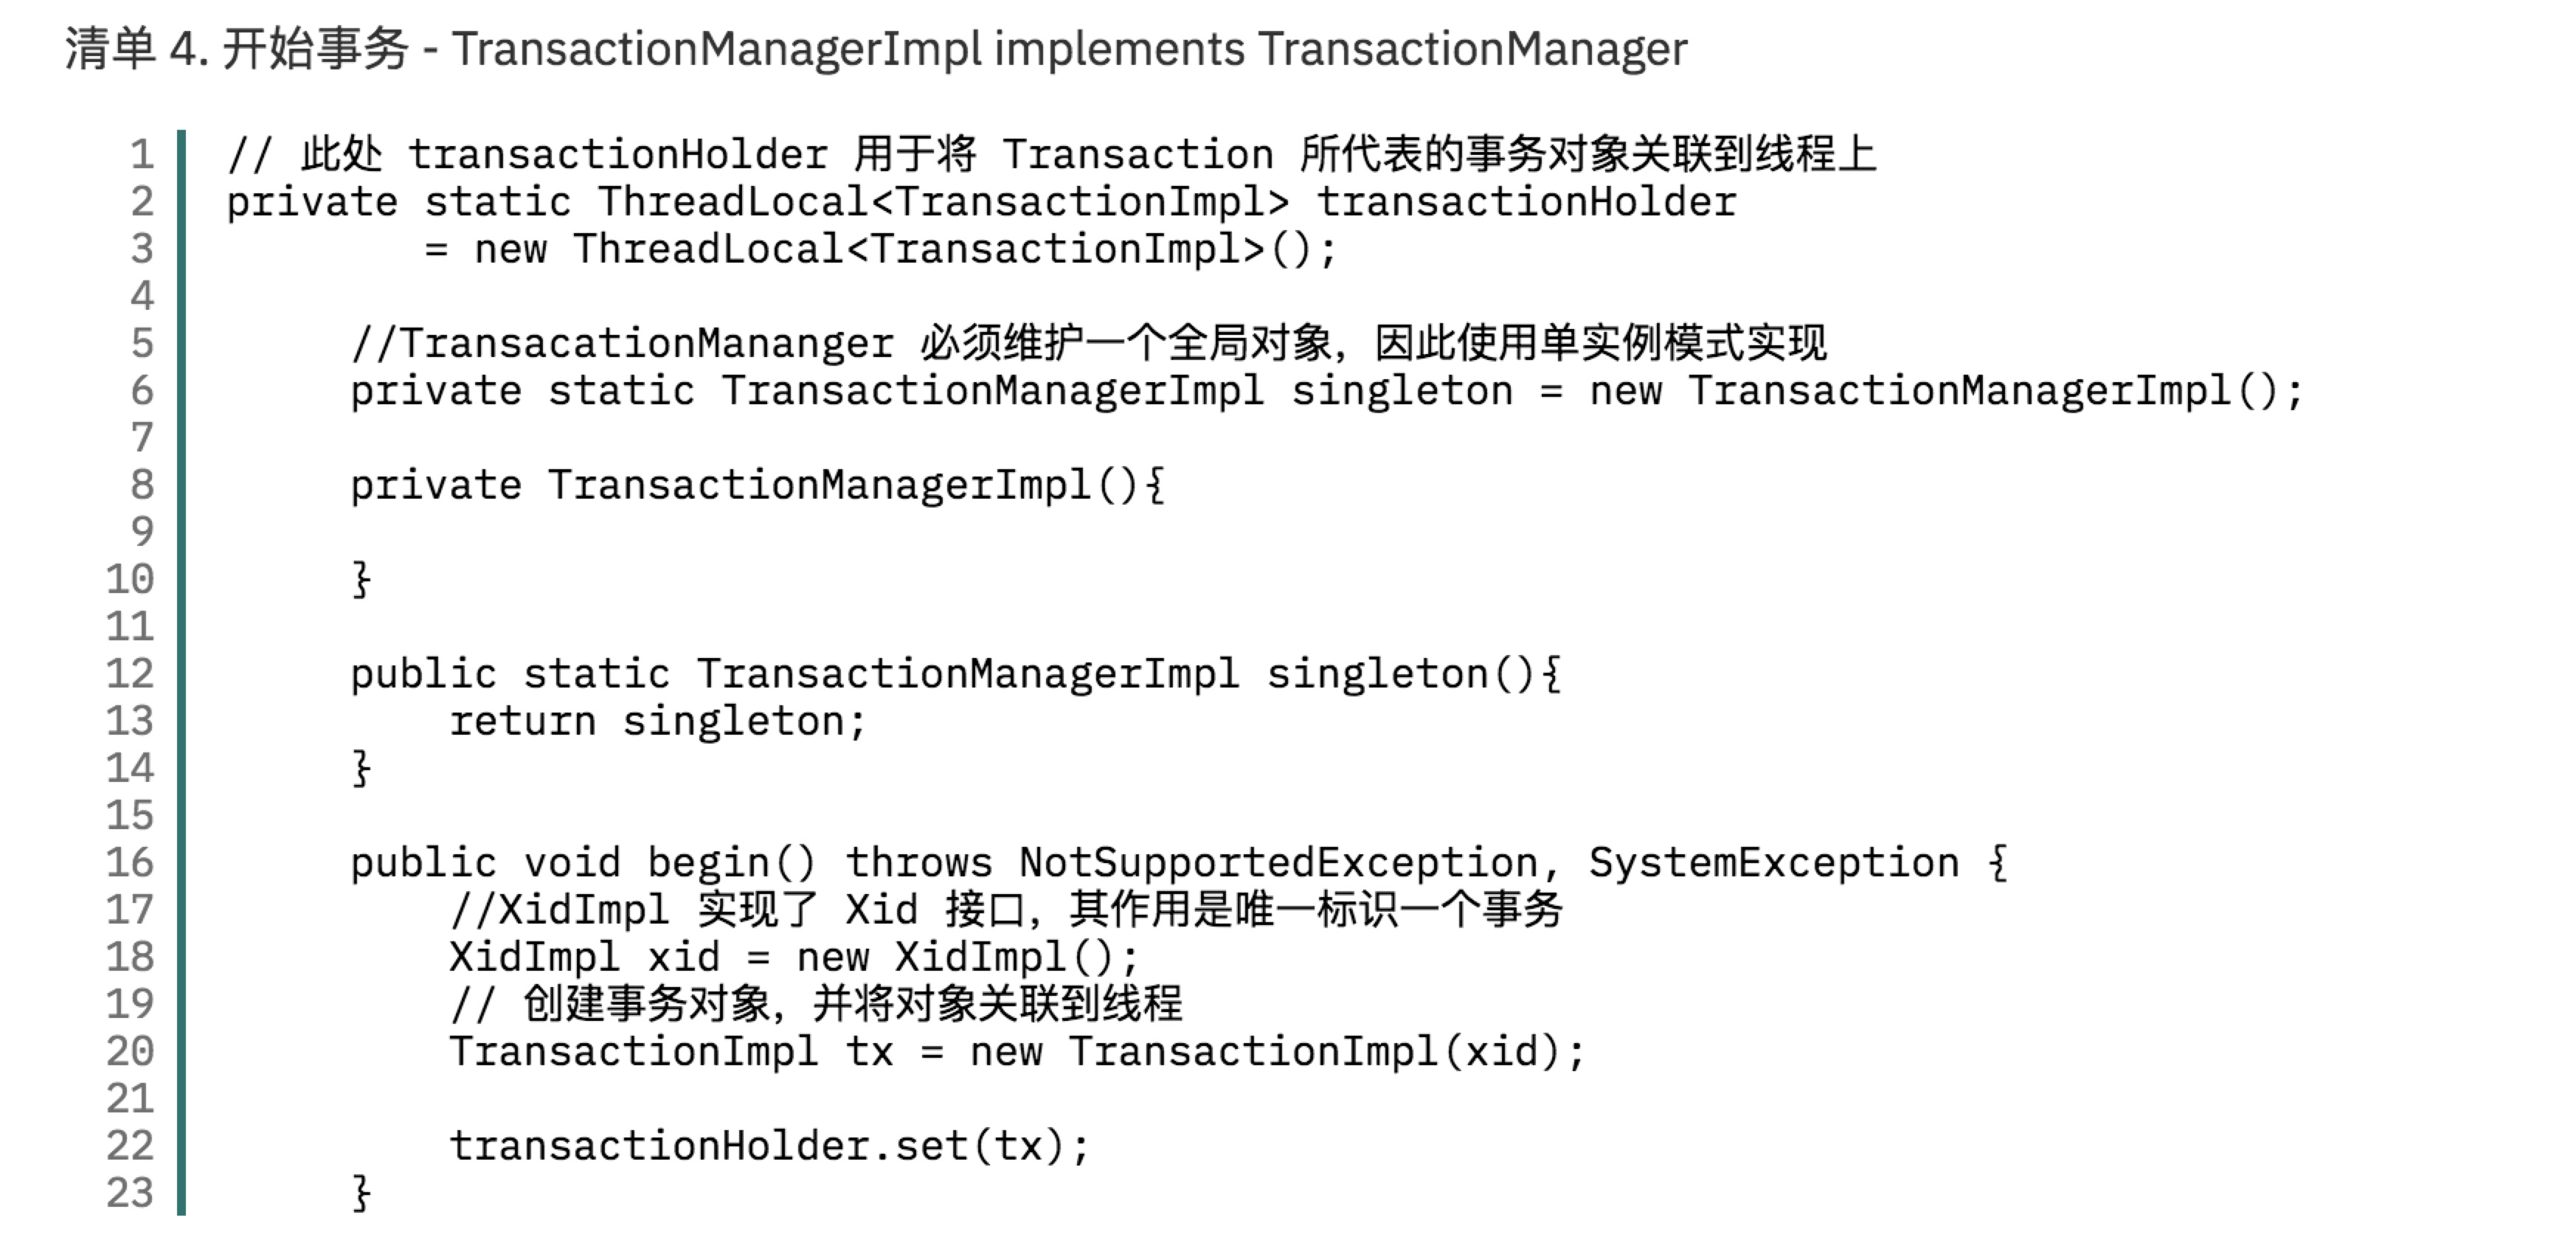 清单 4. 开始事务 - TransactionManagerImpl implements TransactionManager
1 // 此处 transactionHolder 用于将 Transaction 所代表的事务对象关联到线程上
2 private static ThreadLocal<TransactionImpl> transactionHolder
3 = new ThreadLocal<TransactionImpl>();
4
5 //TransacationMananger 必须维护一个全局对象，因此使用单实例模式实现
6 private static TransactionManagerImpl singleton = new TransactionManagerImpl();
7
8 private TransactionManagerImpl(){
9
10 }
11
12 public static TransactionManagerImpl singleton(){
13 return singleton;
14 }
15
16 public void begin() throws NotSupportedException, SystemException {
17 //XidImpl 实现了 Xid 接口，其作用是唯一标识一个事务
18 XidImpl xid = new XidImpl();
19 // 创建事务对象，并将对象关联到线程
20 TransactionImpl tx = new TransactionImpl(xid);
21
22 transactionHolder.set(tx);
23 }